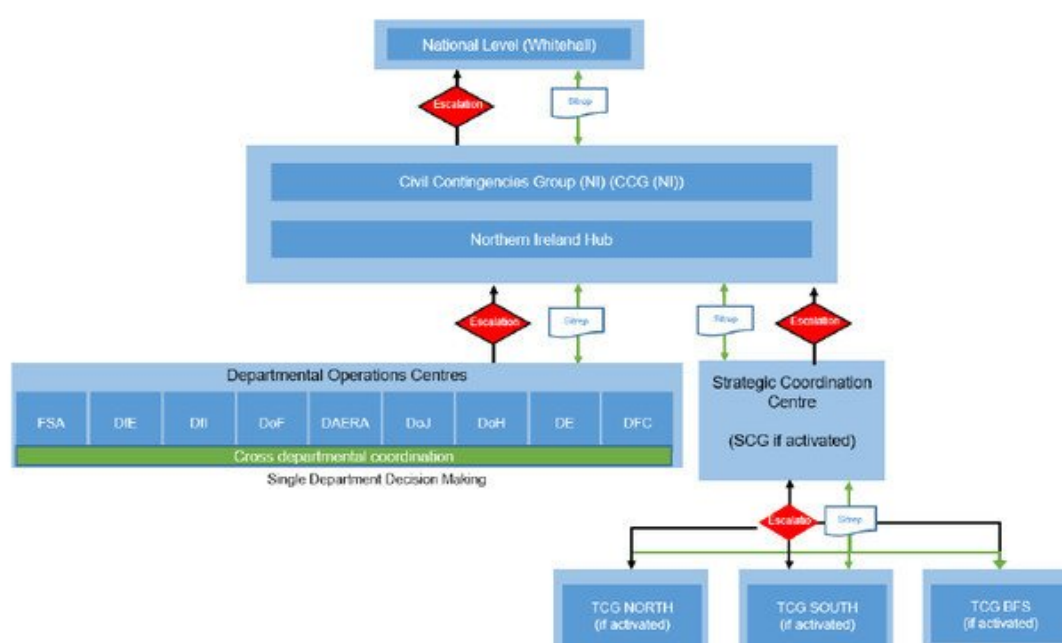 National Level (Whitehall)
Escalation
Sitrep
Civil Contingencies Group (NI) (CCG (NI))
Northern Ireland Hub
Escalation
Sitrep
Sitrep
Escalation
Departmental Operations Centres
FSA
DfE
DfI
DoF
DAERA
DoJ
DoH
DE
DFC
Cross departmental coordination
Single Department Decision Making
Strategic Coordination
Centre
(SCG if activated)
Escalatio
Sitrep
TCG NORTH
(if activated)
TCG SOUTH
(if activated)
TCG BFS
(if activated)